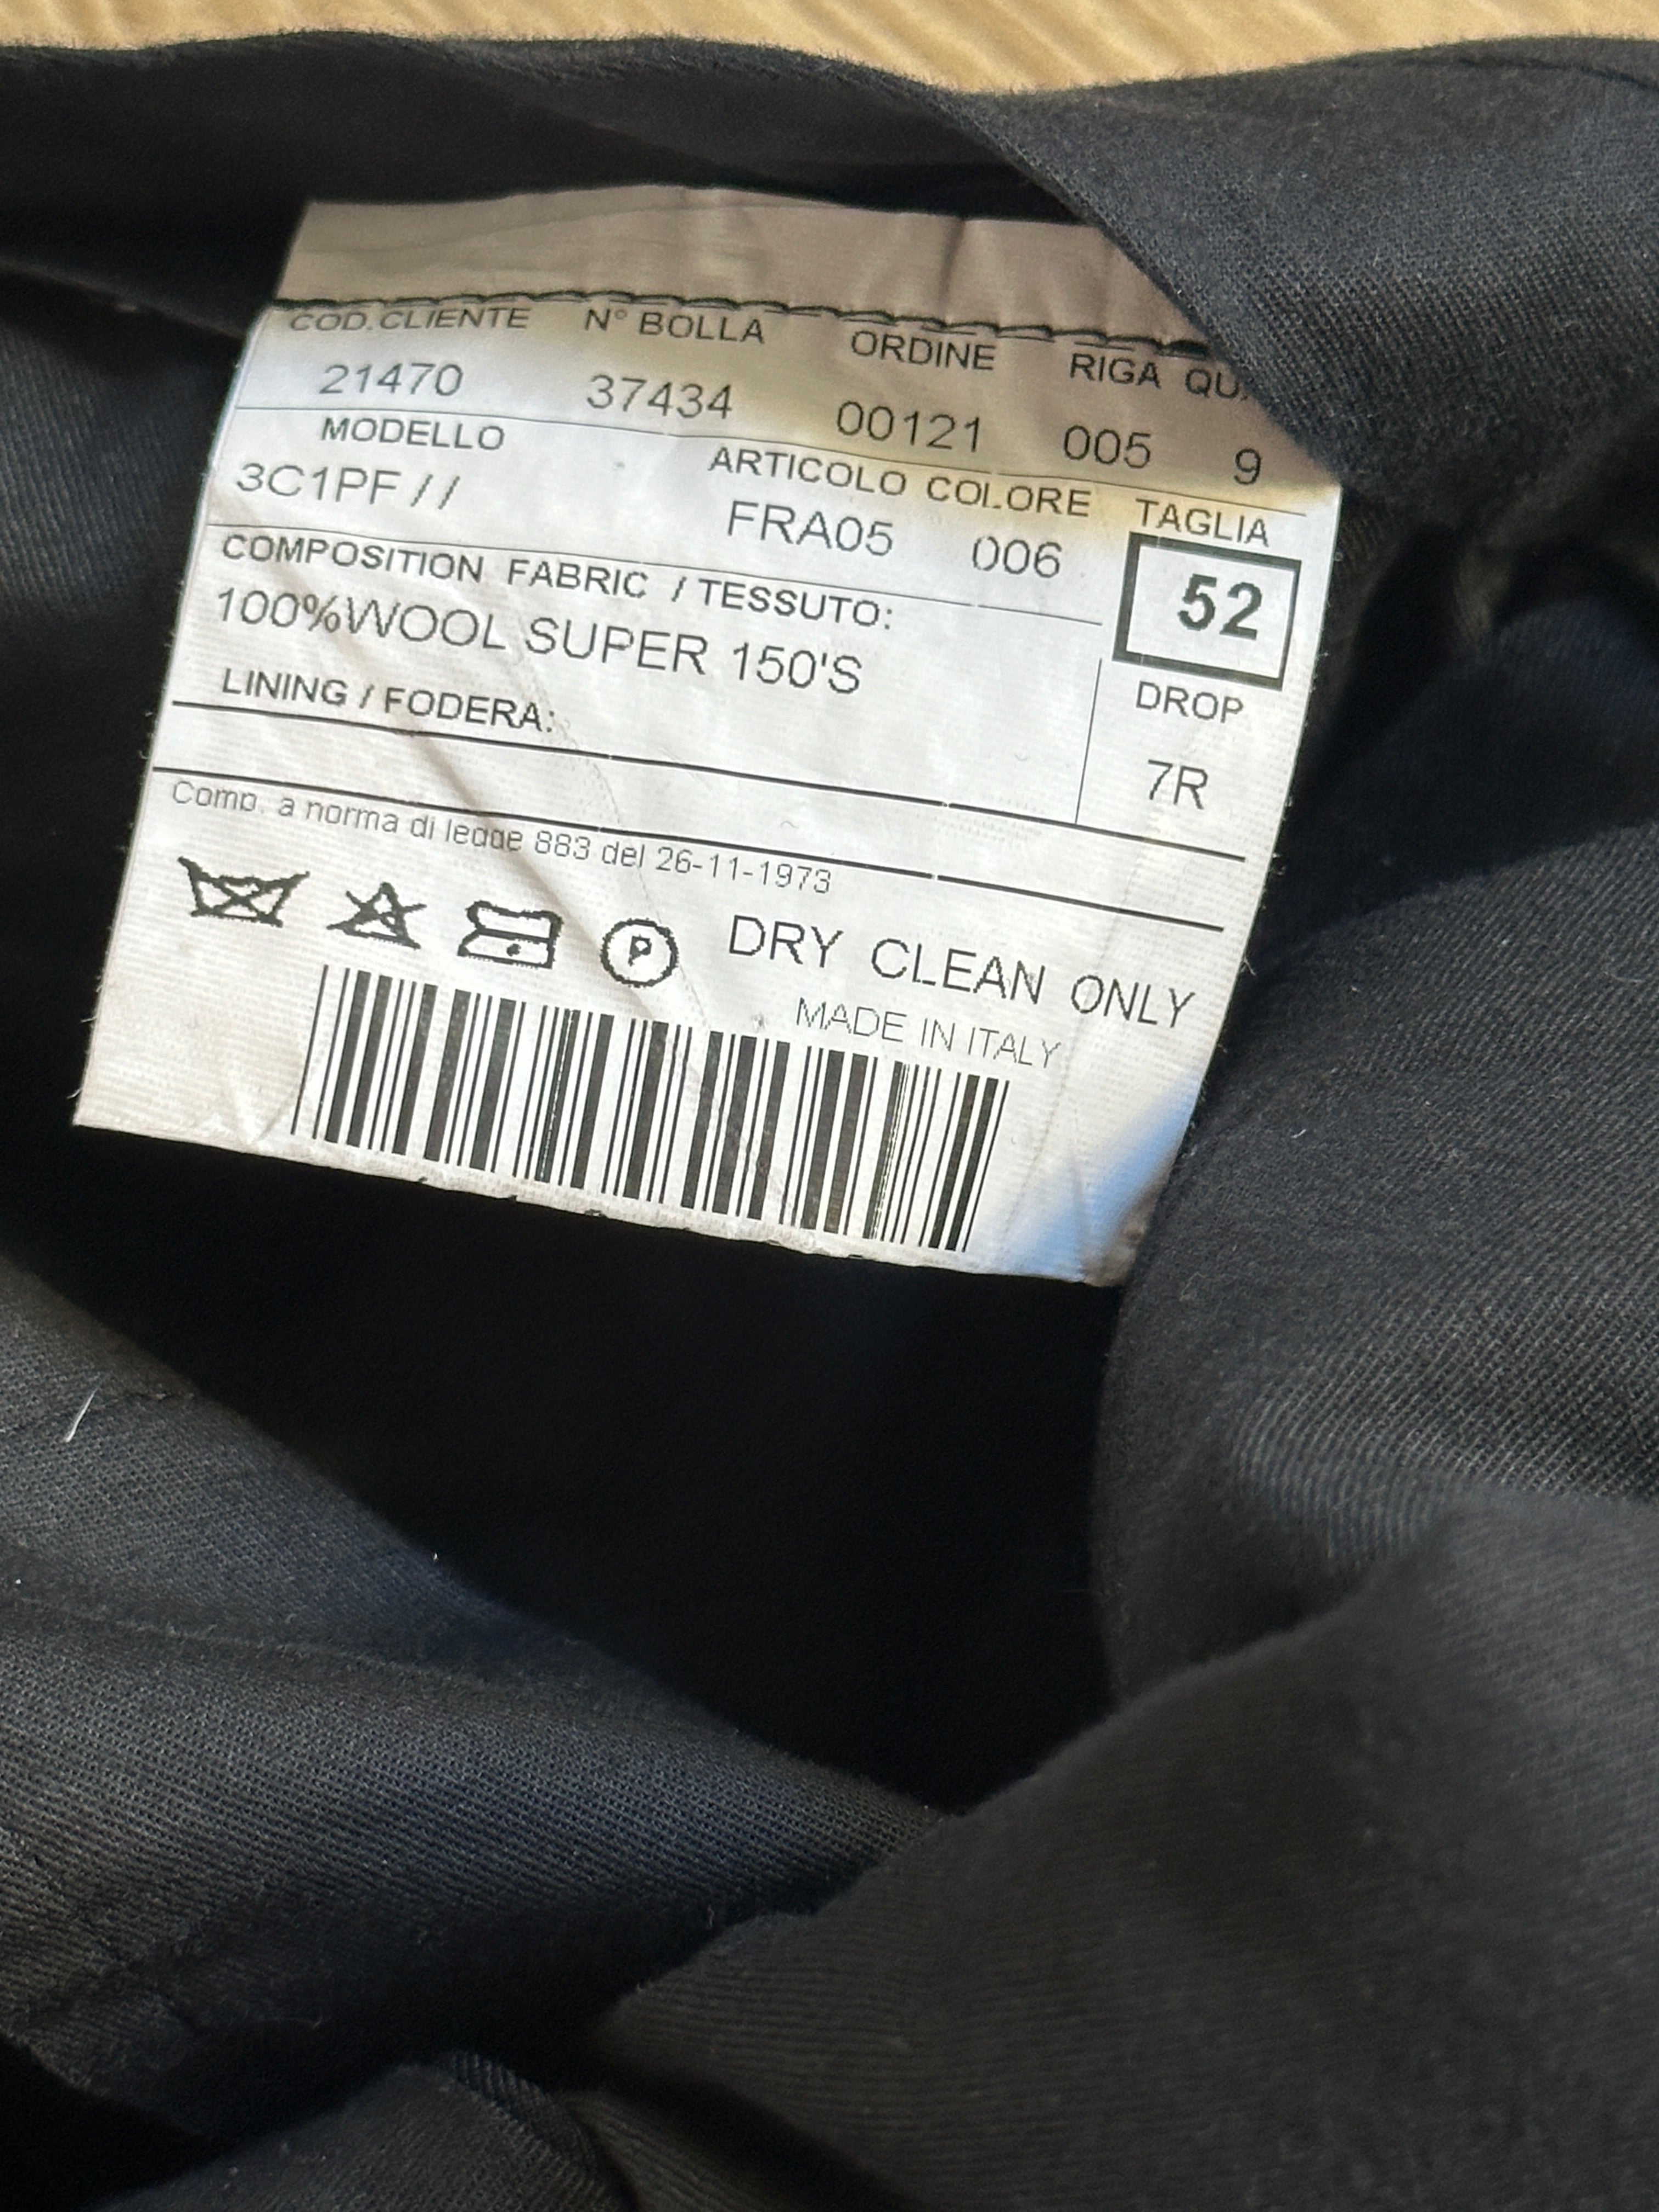 COD.CLIENTE N° BOLLA ORDINE RIGA
21470 37434 00121 005 9
MODELLO ARTICOLO COLORE TAGLIA
3C1PF // FRA05 006 52
COMPOSITION FABRIC / TESSUTO:
100%WOOL SUPER 150'S
DROP
LINING / FODERA:
7R
Comp. a norma di legge 883 del 26-11-1973
P DRY CLEAN ONLY
MADE IN ITALY